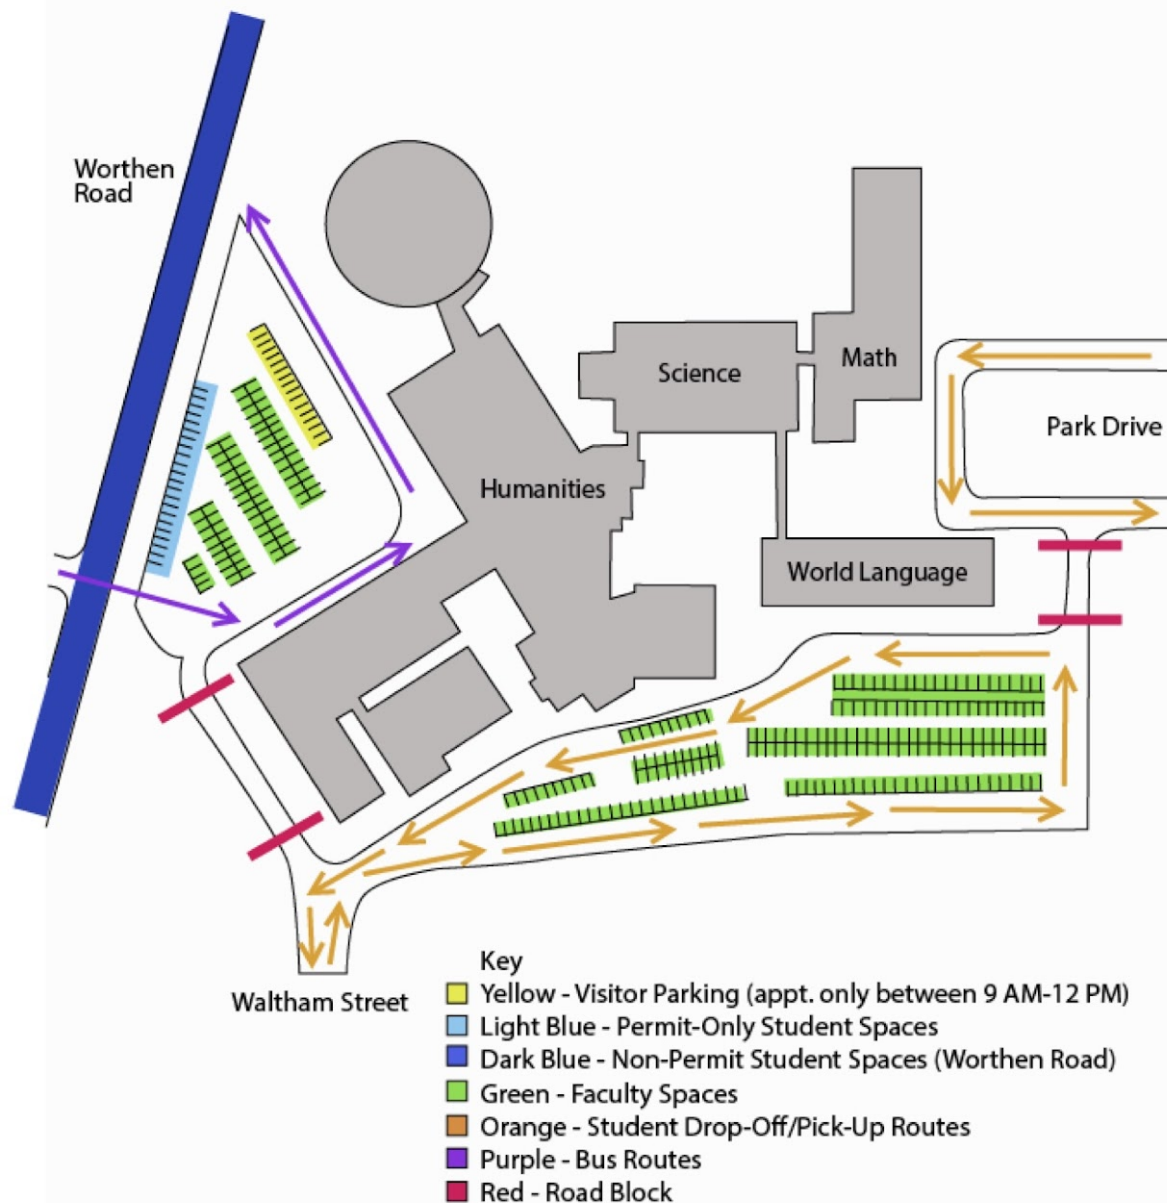 Worthen
Road
Science
Math
Park Drive
Humanities
World Language
Waltham Street
Key
Yellow - Visitor Parking (appt. only between 9 AM-12 PM)
Light Blue - Permit-Only Student Spaces
Dark Blue - Non-Permit Student Spaces (Worthen Road)
Green - Faculty Spaces
Orange - Student Drop-Off/Pick-Up Routes
Purple - Bus Routes
Red - Road Block